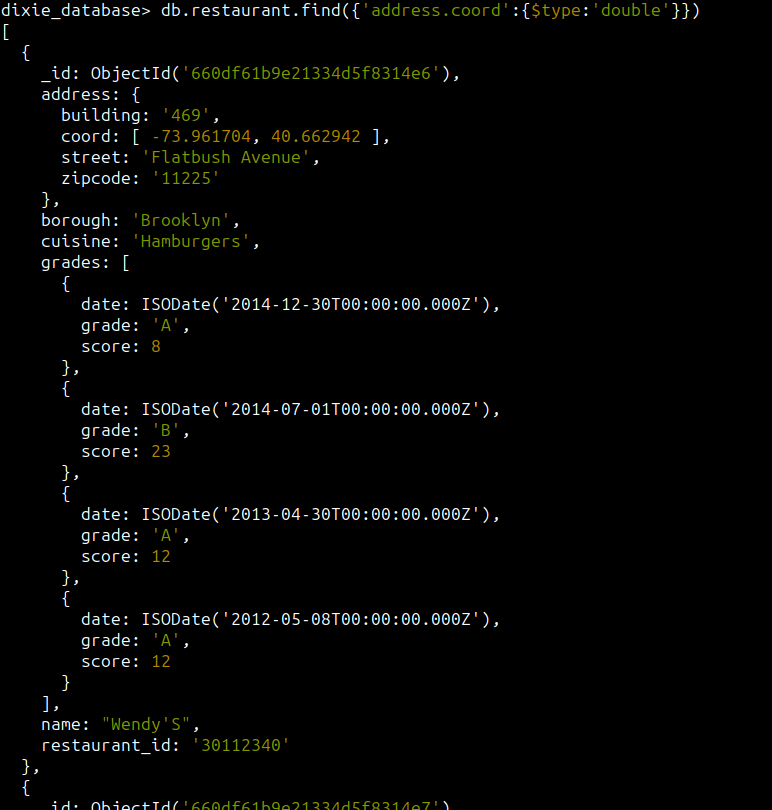 dixie_database> db.restaurant.find({'address.coord':{$type:'double'}})
[
  {
    _id: ObjectId('660df61b9e21334d5f8314e6'),
    address: {
      building: '469',
      coord: [ -73.961704, 40.662942 ],
      street: 'Flatbush Avenue',
      zipcode: '11225'
    },
    borough: 'Brooklyn',
    cuisine: 'Hamburgers',
    grades: [
      {
        date: ISODate('2014-12-30T00:00:00.000Z'),
        grade: 'A',
        score: 8
      },
      {
        date: ISODate('2014-07-01T00:00:00.000Z'),
        grade: 'B',
        score: 23
      },
      {
        date: ISODate('2013-04-30T00:00:00.000Z'),
        grade: 'A',
        score: 12
      },
      {
        date: ISODate('2012-05-08T00:00:00.000Z'),
        grade: 'A',
        score: 12
      }
    ],
    name: "Wendy'S",
    restaurant_id: '30112340'
  },
  {
    _id: ObjectId('660df61b9e21334d5f8314e7')